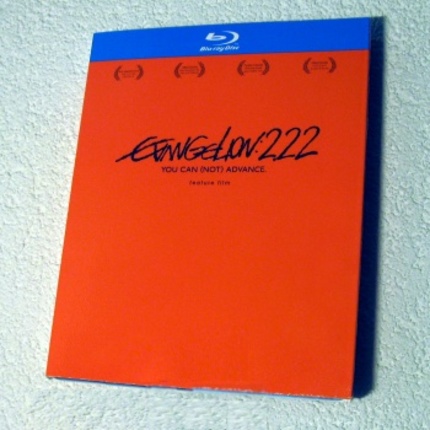 Blu-ray Disc
EVANGELION:2.22
YOU CAN (NOT) ADVANCE.
feature film